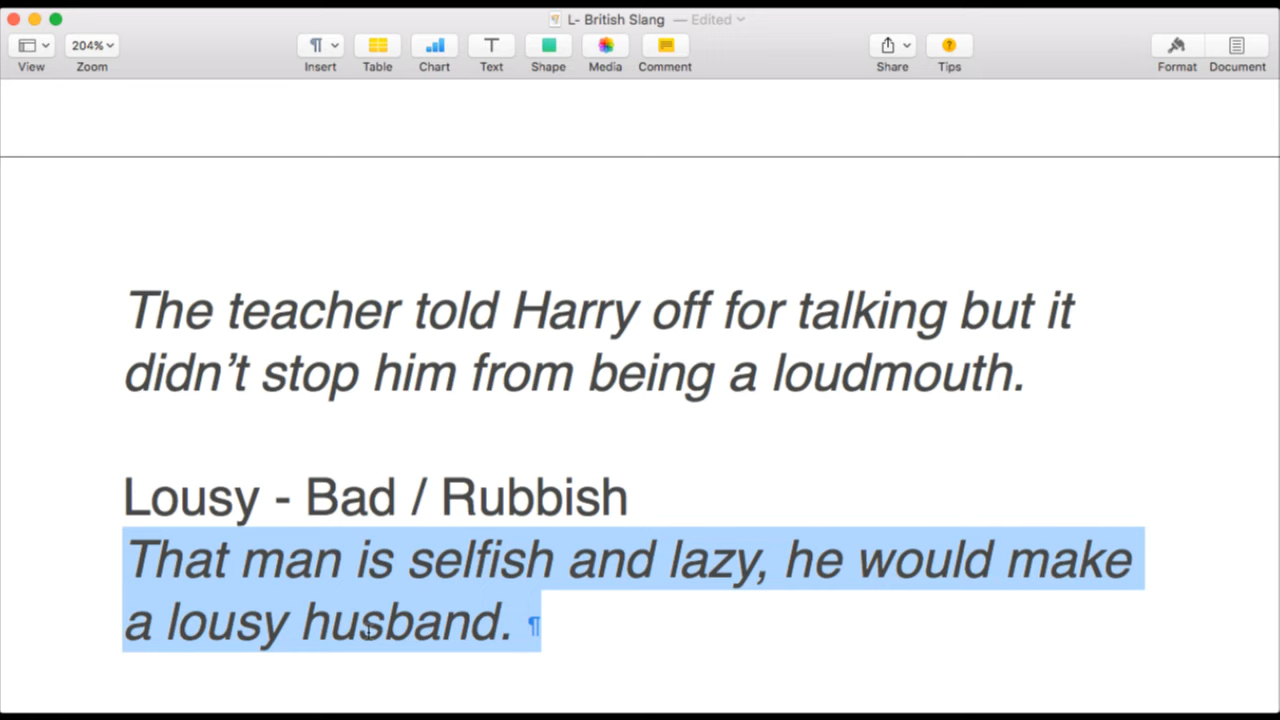 L- British Slang — Edited
204%
View
Zoom
Insert
Table
Chart
Text
Shape
Media
Comment
Share
Tips
Format
Document
The teacher told Harry off for talking but it
didn’t stop him from being a loudmouth.
Lousy - Bad / Rubbish
That man is selfish and lazy, he would make
a lousy husband. ¶